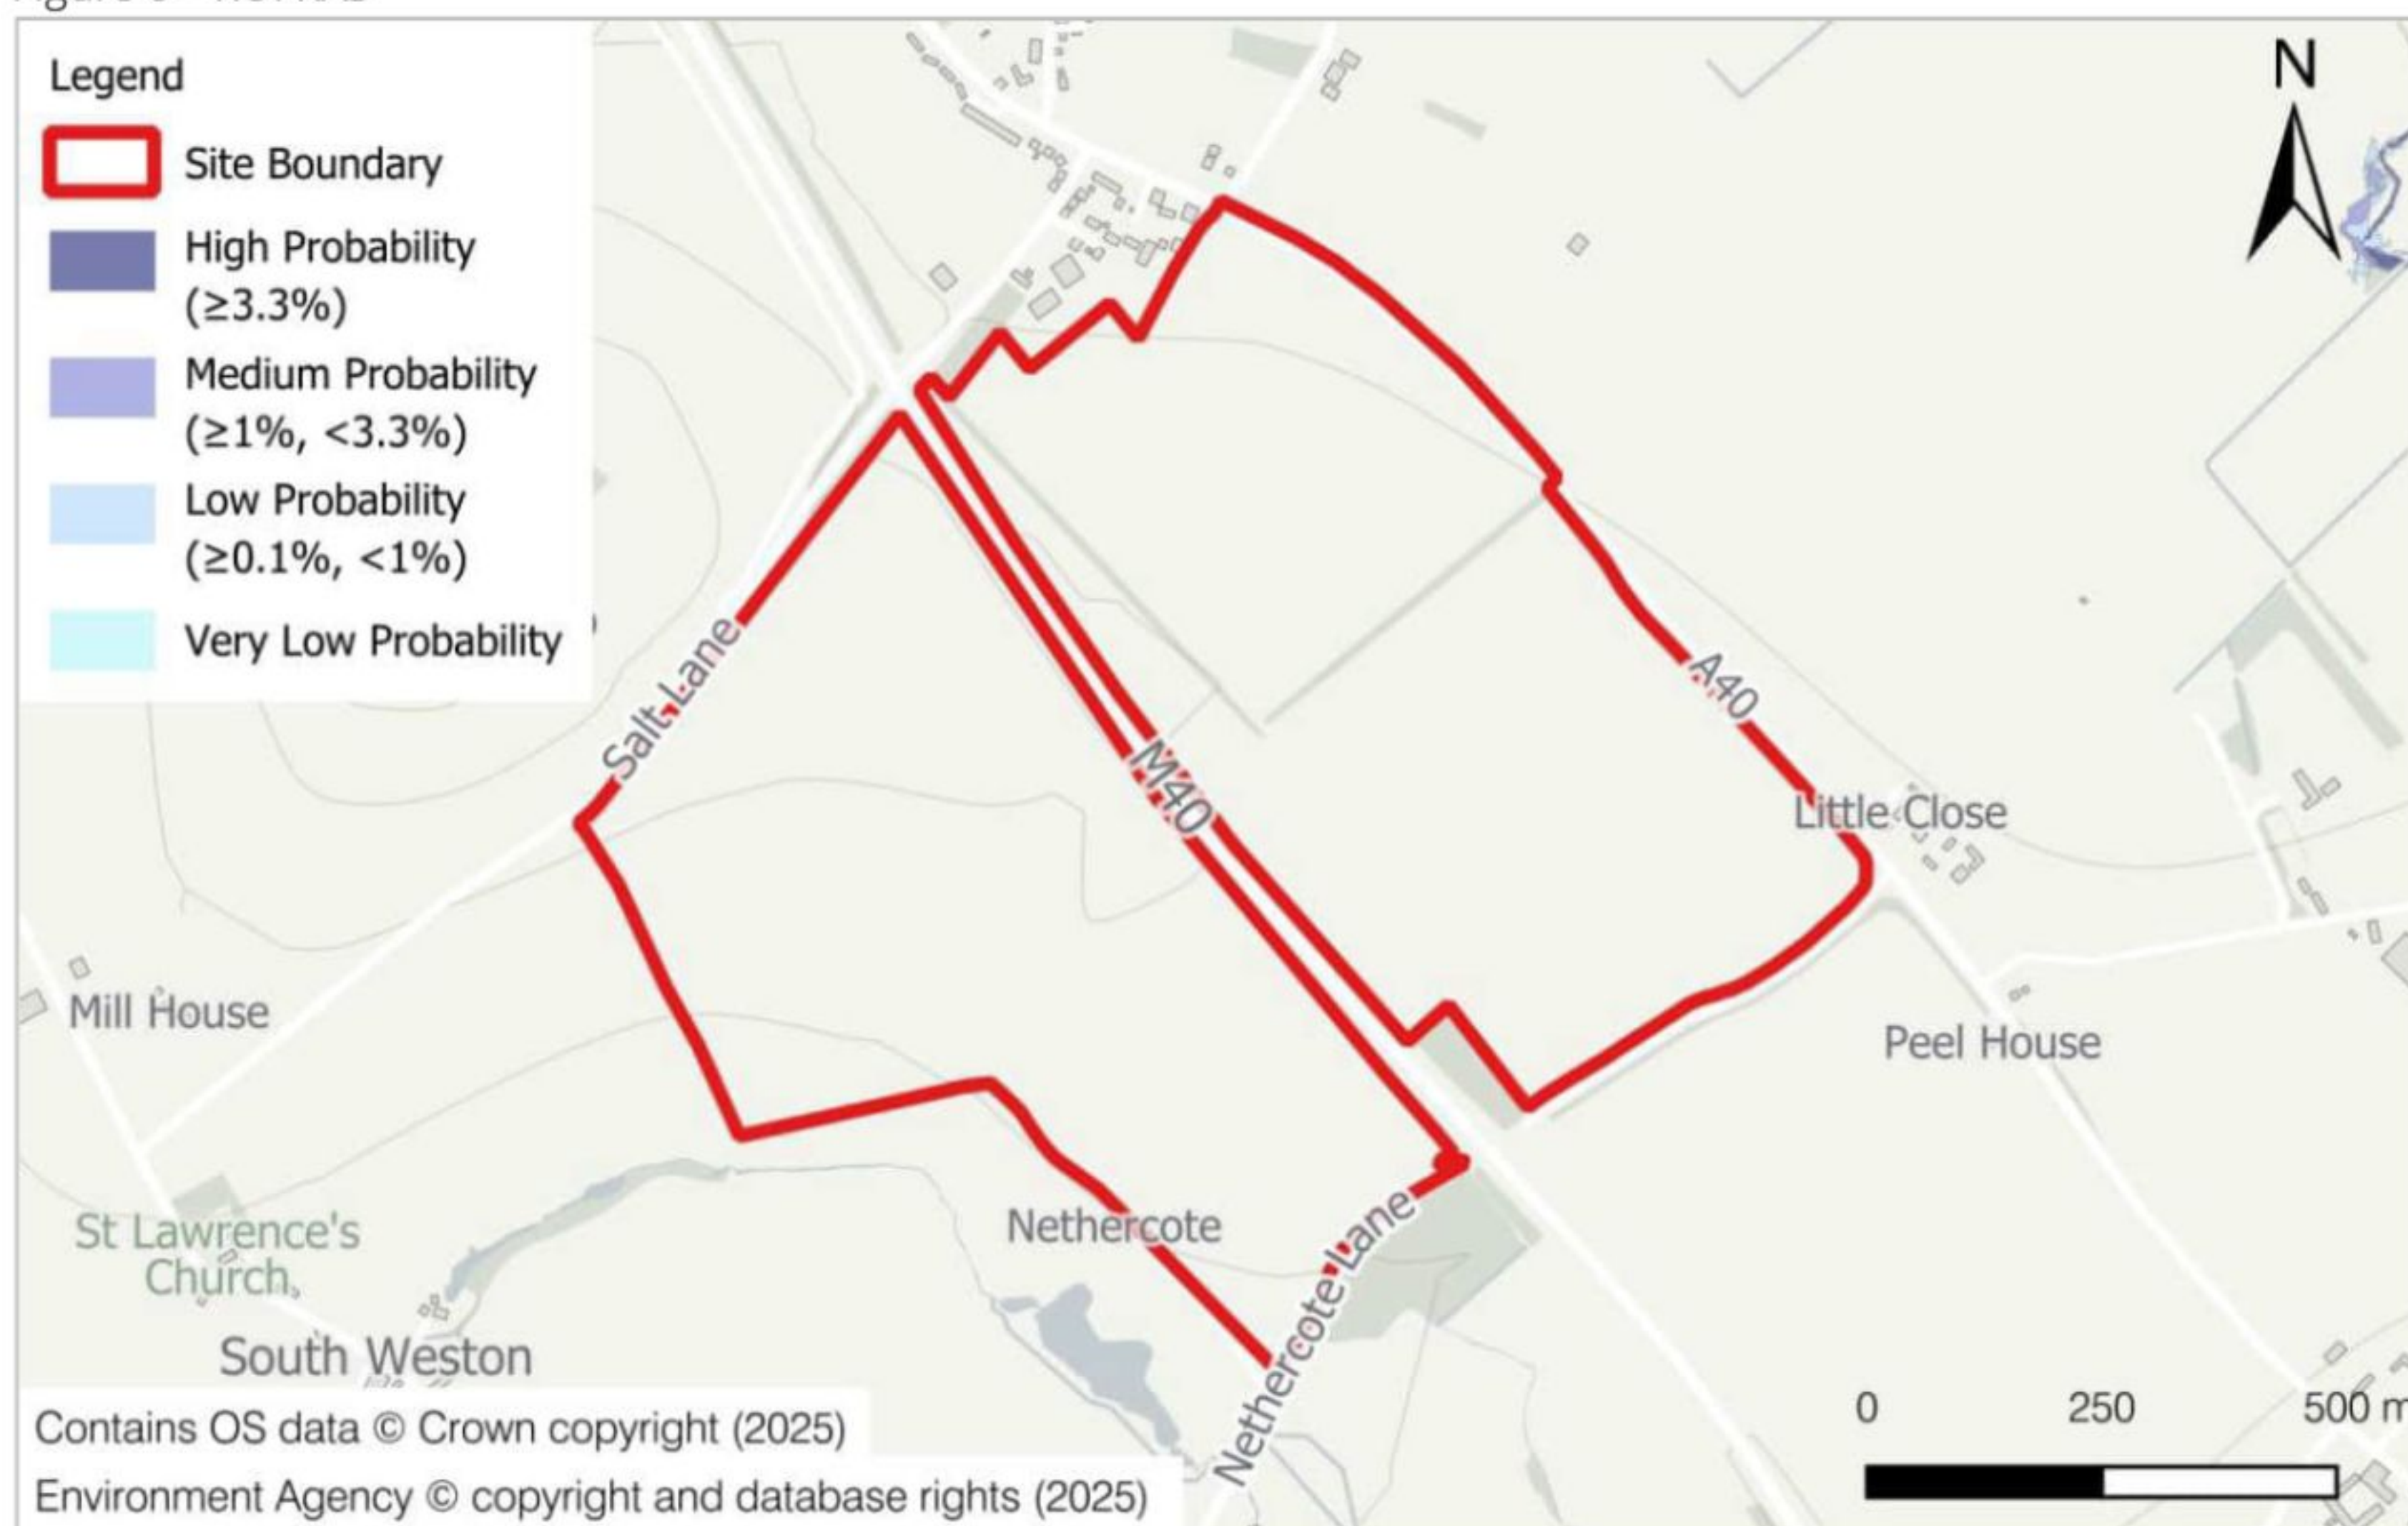 Legend
Site Boundary
High Probability
(≥3.3%)
Medium Probability
(≥1%, <3.3%)
Low Probability
(≥0.1%, <1%)
Very Low Probability
N
Salt Lane
M40
A40
Little Close
Mill House
Peel House
St Lawrence's
Church
Nethercote
Nethercote Lane
South Weston
0 250 500 m
Contains OS data © Crown copyright (2025)
Environment Agency © copyright and database rights (2025)